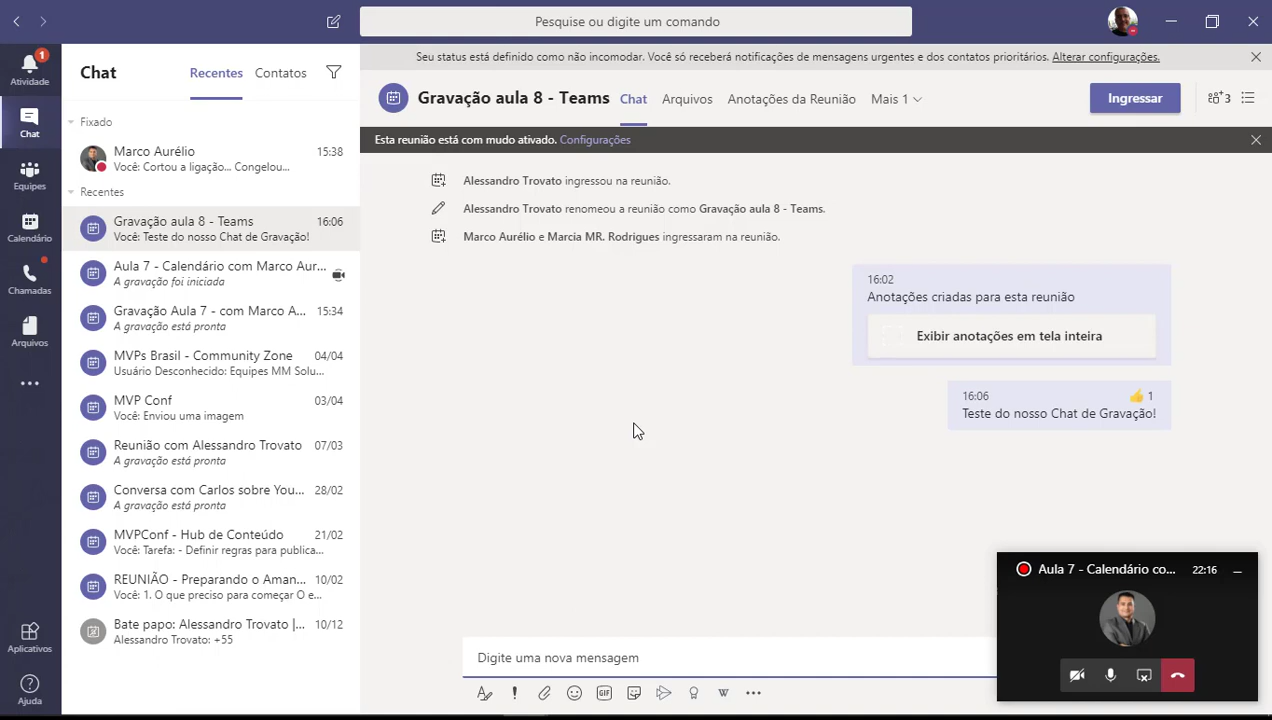 Pesquise ou digite um comando
Seu status está definido como não incomodar. Você só receberá notificações de mensagens urgentes e dos contatos prioritários. Alterar configurações.
1
Atividade
Chat
Equipes
Calendário
Chamadas
Arquivos
Aplicativos
Ajuda
Chat
Recentes
Contatos
Fixado
Marco Aurélio 15:38
Você: Cortou a ligação... Congelou...
Recentes
Gravação aula 8 - Teams 16:06
Você: Teste do nosso Chat de Gravação!
Aula 7 - Calendário com Marco Aur...
A gravação foi iniciada
Gravação Aula 7 - com Marco A... 15:34
A gravação está pronta
MVPs Brasil - Community Zone 04/04
Usuário Desconhecido: Equipes MM Solu...
MVP Conf 03/04
Você: Enviou uma imagem
Reunião com Alessandro Trovato 07/03
A gravação está pronta
Conversa com Carlos sobre You... 28/02
A gravação está pronta
MVPConf - Hub de Conteúdo 21/02
Você: Tarefa: - Definir regras para publica...
REUNIÃO - Preparando o Aman... 10/02
Você: 1. O que preciso para começar O e...
Bate papo: Alessandro Trovato |... 10/12
Alessandro Trovato: +55
Gravação aula 8 - Teams Chat Arquivos Anotações da Reunião Mais 1 Ingressar 3
Esta reunião está com mudo ativado. Configurações
Alessandro Trovato ingressou na reunião.
Alessandro Trovato renomeou a reunião como Gravação aula 8 - Teams.
Marco Aurélio e Marcia MR. Rodrigues ingressaram na reunião.
16:02
Anotações criadas para esta reunião
Exibir anotações em tela inteira
16:06 👍 1
Teste do nosso Chat de Gravação!
Aula 7 - Calendário co... 22:16
Digite uma nova mensagem
GIF
W